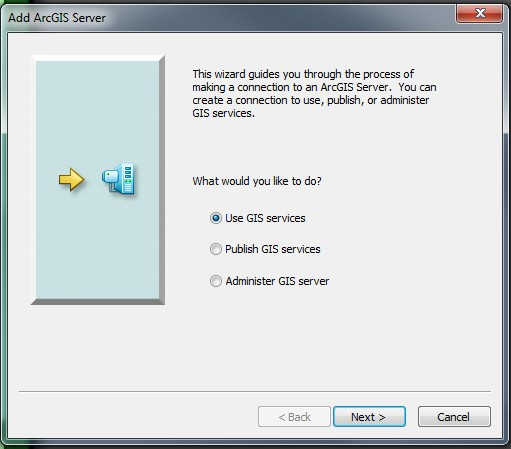 Add ArcGIS Server
This wizard guides you through the process of
making a connection to an ArcGIS Server.  You can
create a connection to use, publish, or administer
GIS services.
What would you like to do?
Use GIS services
Publish GIS services
Administer GIS server
< Back
Next >
Cancel